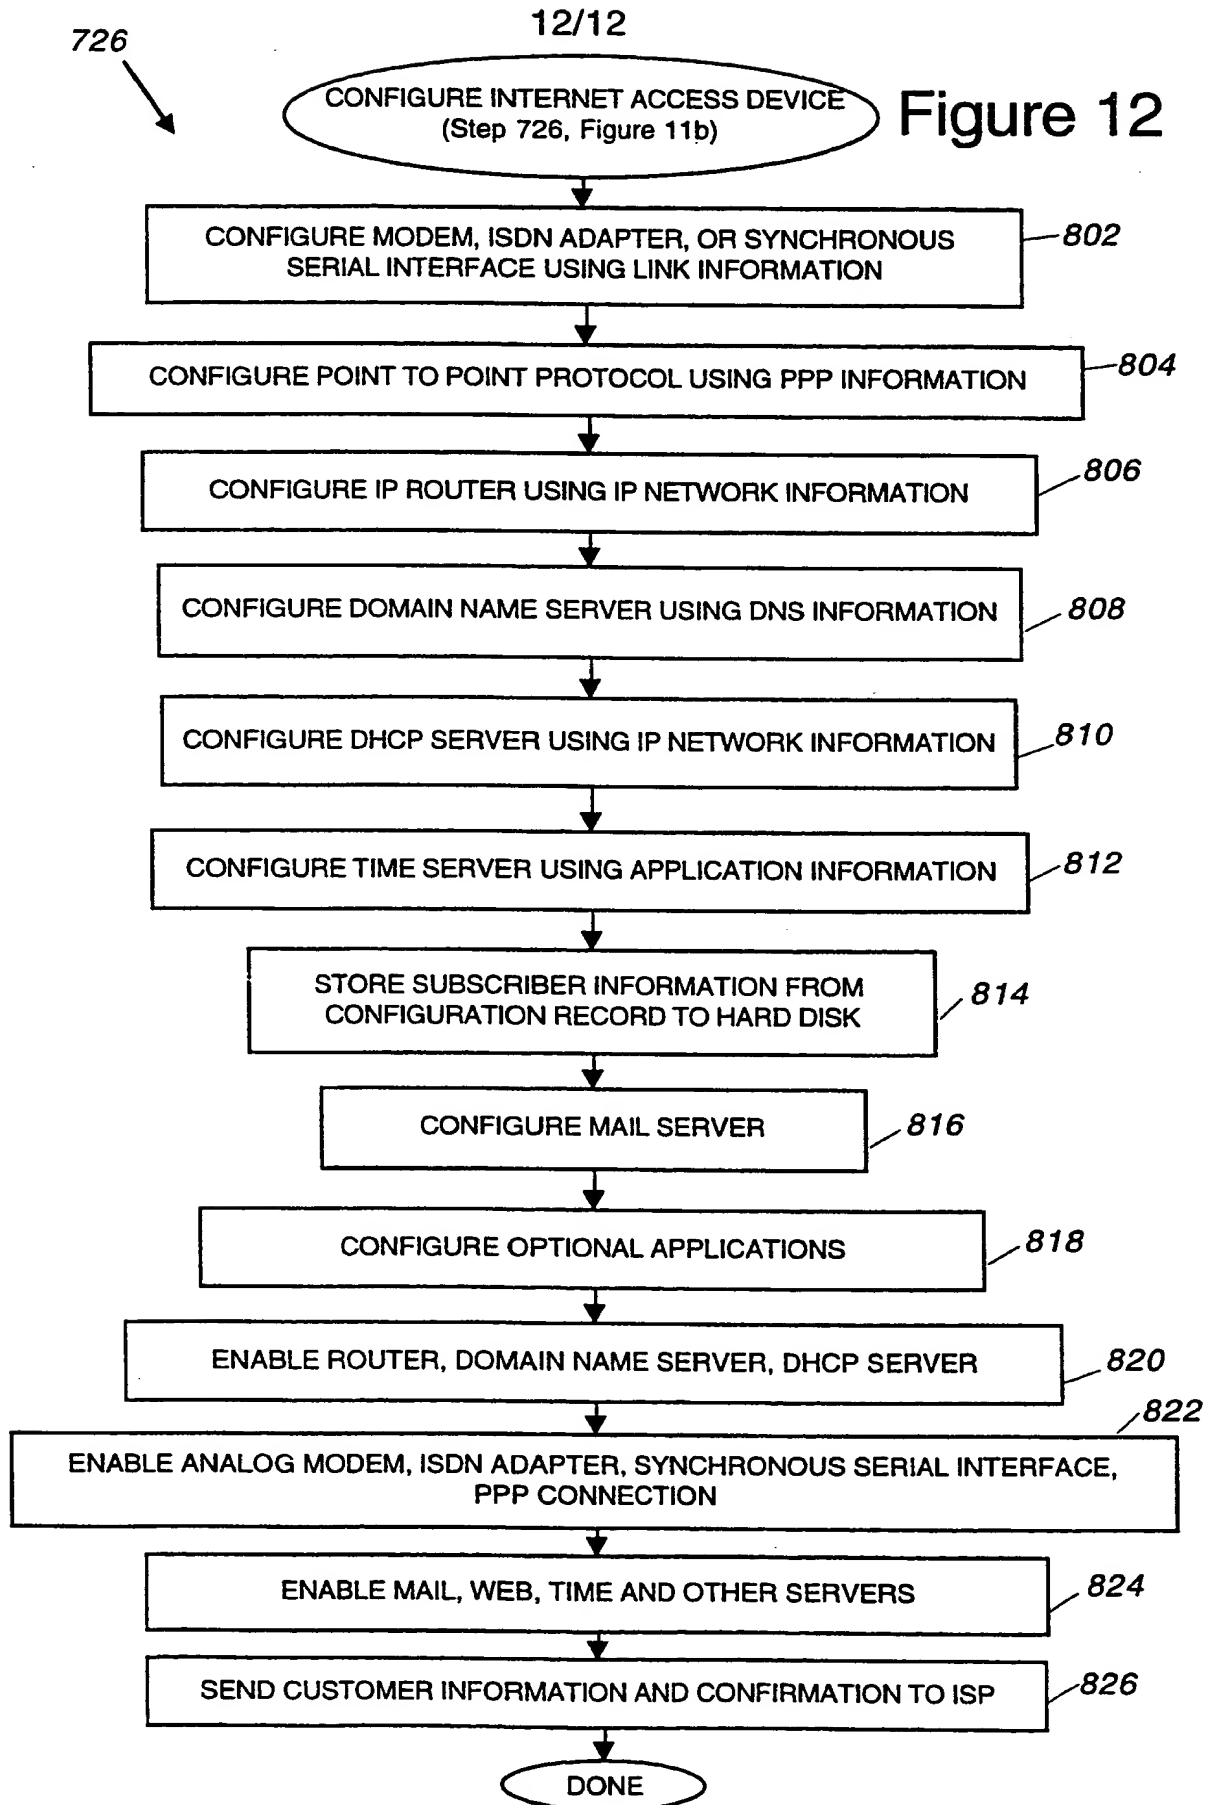 12/12
726
CONFIGURE INTERNET ACCESS DEVICE
(Step 726, Figure 11b)
Figure 12
CONFIGURE MODEM, ISDN ADAPTER, OR SYNCHRONOUS
SERIAL INTERFACE USING LINK INFORMATION
802
CONFIGURE POINT TO POINT PROTOCOL USING PPP INFORMATION
804
CONFIGURE IP ROUTER USING IP NETWORK INFORMATION
806
CONFIGURE DOMAIN NAME SERVER USING DNS INFORMATION
808
CONFIGURE DHCP SERVER USING IP NETWORK INFORMATION
810
CONFIGURE TIME SERVER USING APPLICATION INFORMATION
812
STORE SUBSCRIBER INFORMATION FROM
CONFIGURATION RECORD TO HARD DISK
814
CONFIGURE MAIL SERVER
816
CONFIGURE OPTIONAL APPLICATIONS
818
ENABLE ROUTER, DOMAIN NAME SERVER, DHCP SERVER
820
822
ENABLE ANALOG MODEM, ISDN ADAPTER, SYNCHRONOUS SERIAL INTERFACE,
PPP CONNECTION
ENABLE MAIL, WEB, TIME AND OTHER SERVERS
824
SEND CUSTOMER INFORMATION AND CONFIRMATION TO ISP
826
DONE